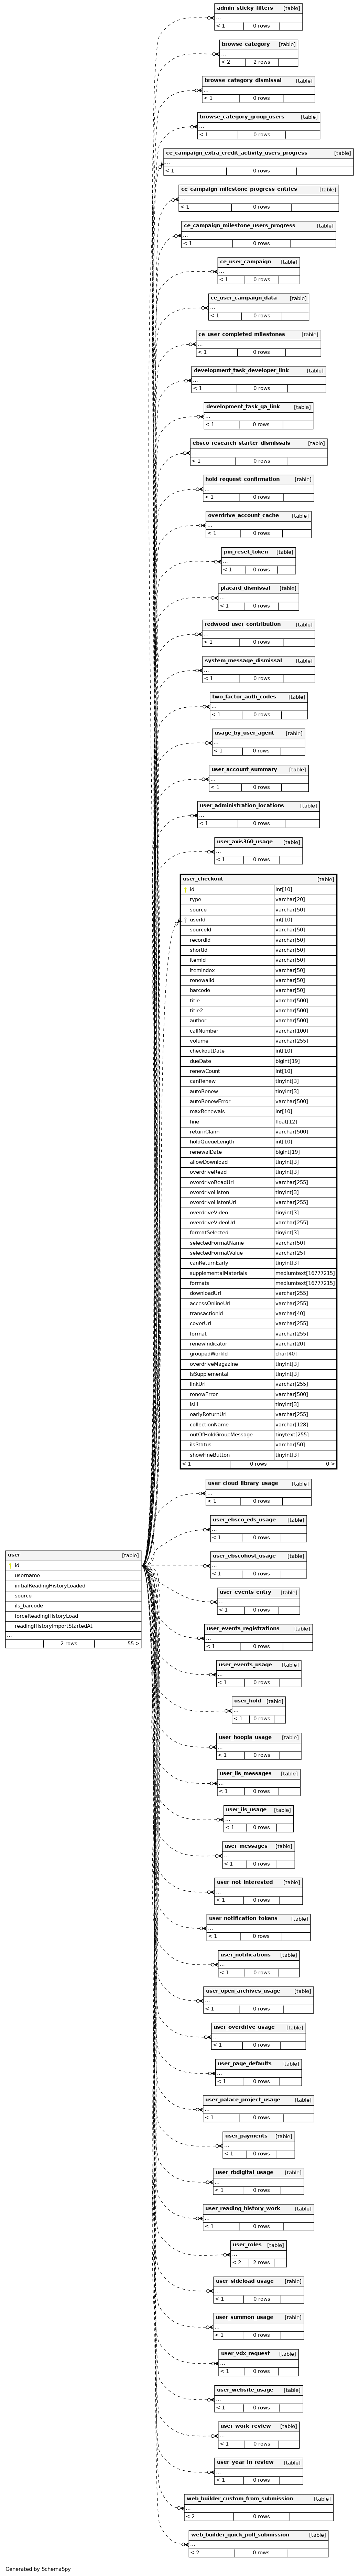 admin_sticky_filters [table]
...
< 1 0 rows
browse_category [table]
...
< 2 2 rows
browse_category_dismissal [table]
...
< 1 0 rows
browse_category_group_users [table]
...
< 1 0 rows
ce_campaign_extra_credit_activity_users_progress [table]
...
< 1 0 rows
ce_campaign_milestone_progress_entries [table]
...
< 1 0 rows
ce_campaign_milestone_users_progress [table]
...
< 1 0 rows
ce_user_campaign [table]
...
< 1 0 rows
ce_user_campaign_data [table]
...
< 1 0 rows
ce_user_completed_milestones [table]
...
< 1 0 rows
development_task_developer_link [table]
...
< 1 0 rows
development_task_qa_link [table]
...
< 1 0 rows
ebsco_research_starter_dismissals [table]
...
< 1 0 rows
hold_request_confirmation [table]
...
< 1 0 rows
overdrive_account_cache [table]
...
< 1 0 rows
pin_reset_token [table]
...
< 1 0 rows
placard_dismissal [table]
...
< 1 0 rows
redwood_user_contribution [table]
...
< 1 0 rows
system_message_dismissal [table]
...
< 1 0 rows
two_factor_auth_codes [table]
...
< 1 0 rows
usage_by_user_agent [table]
...
< 1 0 rows
user_account_summary [table]
...
< 1 0 rows
user_administration_locations [table]
...
< 1 0 rows
user_axis360_usage [table]
...
< 1 0 rows
user_checkout [table]
id int[10]
type varchar[20]
source varchar[50]
userId int[10]
sourceId varchar[50]
recordId varchar[50]
shortId varchar[50]
itemId varchar[50]
itemIndex varchar[50]
renewalId varchar[50]
barcode varchar[50]
title varchar[500]
title2 varchar[500]
author varchar[500]
callNumber varchar[100]
volume varchar[255]
checkoutDate int[10]
dueDate bigint[19]
renewCount int[10]
canRenew tinyint[3]
autoRenew tinyint[3]
autoRenewError varchar[500]
maxRenewals int[10]
fine float[12]
returnClaim varchar[500]
holdQueueLength int[10]
renewalDate bigint[19]
allowDownload tinyint[3]
overdriveRead tinyint[3]
overdriveReadUrl varchar[255]
overdriveListen tinyint[3]
overdriveListenUrl varchar[255]
overdriveVideo tinyint[3]
overdriveVideoUrl varchar[255]
formatSelected tinyint[3]
selectedFormatName varchar[50]
selectedFormatValue varchar[25]
canReturnEarly tinyint[3]
supplementalMaterials mediumtext[16777215]
formats mediumtext[16777215]
downloadUrl varchar[255]
accessOnlineUrl varchar[255]
transactionId varchar[40]
coverUrl varchar[255]
format varchar[255]
renewIndicator varchar[20]
groupedWorkId char[40]
overdriveMagazine tinyint[3]
isSupplemental tinyint[3]
linkUrl varchar[255]
renewError varchar[500]
isIll tinyint[3]
earlyReturnUrl varchar[255]
collectionName varchar[128]
outOfHoldGroupMessage tinytext[255]
ilsStatus varchar[50]
showFineButton tinyint[3]
< 1 0 rows 0 >
user_cloud_library_usage [table]
...
< 1 0 rows
user_ebsco_eds_usage [table]
...
< 1 0 rows
user_ebscohost_usage [table]
...
< 1 0 rows
user [table]
id
username
initialReadingHistoryLoaded
source
ils_barcode
forceReadingHistoryLoad
readingHistoryImportStartedAt
...
2 rows 55 >
user_events_entry [table]
...
< 1 0 rows
user_events_registrations [table]
...
< 1 0 rows
user_events_usage [table]
...
< 1 0 rows
user_hold [table]
...
< 1 0 rows
user_hoopla_usage [table]
...
< 1 0 rows
user_ils_messages [table]
...
< 1 0 rows
user_ils_usage [table]
...
< 1 0 rows
user_messages [table]
...
< 1 0 rows
user_not_interested [table]
...
< 1 0 rows
user_notification_tokens [table]
...
< 1 0 rows
user_notifications [table]
...
< 1 0 rows
user_open_archives_usage [table]
...
< 1 0 rows
user_overdrive_usage [table]
...
< 1 0 rows
user_page_defaults [table]
...
< 1 0 rows
user_palace_project_usage [table]
...
< 1 0 rows
user_payments [table]
...
< 1 0 rows
user_rbdigital_usage [table]
...
< 1 0 rows
user_reading_history_work [table]
...
< 1 0 rows
user_roles [table]
...
< 2 2 rows
user_sideload_usage [table]
...
< 1 0 rows
user_summon_usage [table]
...
< 1 0 rows
user_vdx_request [table]
...
< 1 0 rows
user_website_usage [table]
...
< 1 0 rows
user_work_review [table]
...
< 1 0 rows
user_year_in_review [table]
...
< 1 0 rows
web_builder_custom_from_submission [table]
...
< 2 0 rows
web_builder_quick_poll_submission [table]
...
< 2 0 rows
Generated by SchemaSpy